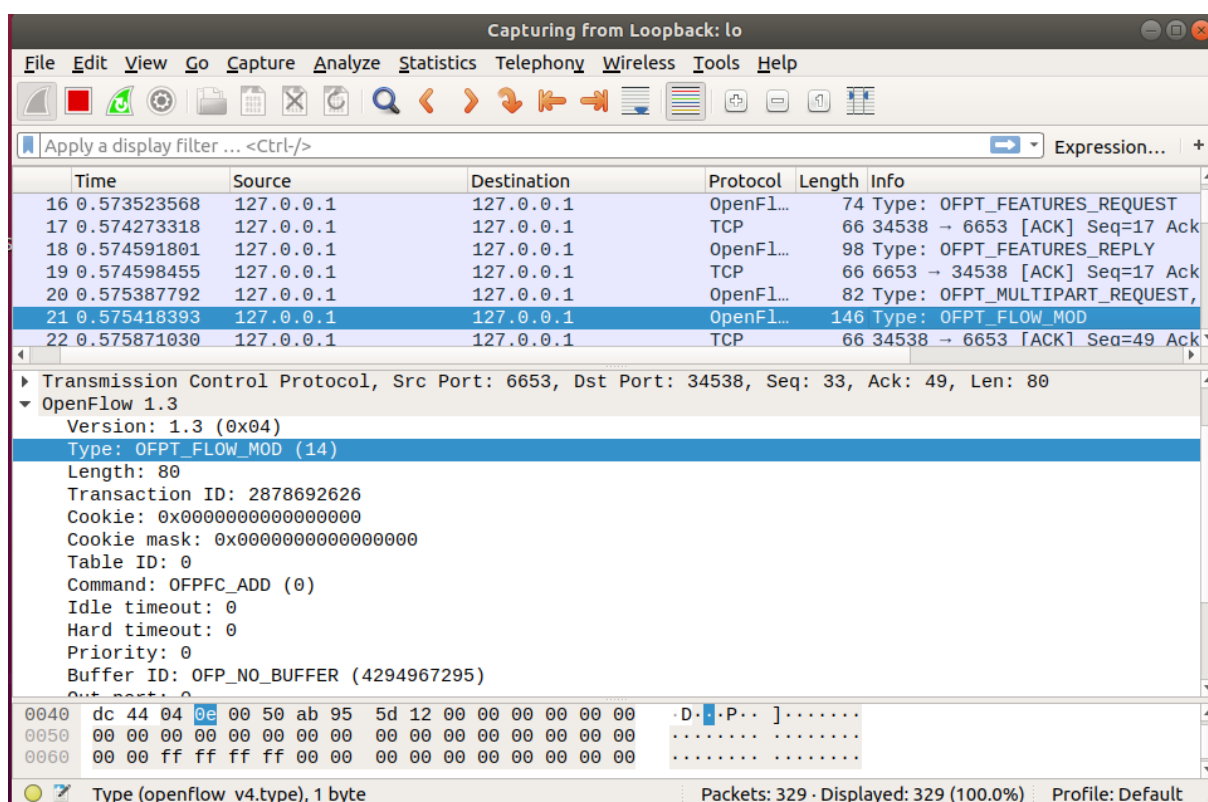 Capturing from Loopback: lo
File Edit View Go Capture Analyze Statistics Telephony Wireless Tools Help
Apply a display filter … <Ctrl-/> Expression… +
Time Source Destination Protocol Length Info
16 0.573523568 127.0.0.1 127.0.0.1 OpenFl… 74 Type: OFPT_FEATURES_REQUEST
17 0.574273318 127.0.0.1 127.0.0.1 TCP 66 34538 → 6653 [ACK] Seq=17 Ack
18 0.574591801 127.0.0.1 127.0.0.1 OpenFl… 98 Type: OFPT_FEATURES_REPLY
19 0.574598455 127.0.0.1 127.0.0.1 TCP 66 6653 → 34538 [ACK] Seq=17 Ack
20 0.575387792 127.0.0.1 127.0.0.1 OpenFl… 82 Type: OFPT_MULTIPART_REQUEST,
21 0.575418393 127.0.0.1 127.0.0.1 OpenFl… 146 Type: OFPT_FLOW_MOD
22 0.575871030 127.0.0.1 127.0.0.1 TCP 66 34538 → 6653 [ACK] Seq=49 Ack
Transmission Control Protocol, Src Port: 6653, Dst Port: 34538, Seq: 33, Ack: 49, Len: 80
OpenFlow 1.3
Version: 1.3 (0x04)
Type: OFPT_FLOW_MOD (14)
Length: 80
Transaction ID: 2878692626
Cookie: 0x0000000000000000
Cookie mask: 0x0000000000000000
Table ID: 0
Command: OFPFC_ADD (0)
Idle timeout: 0
Hard timeout: 0
Priority: 0
Buffer ID: OFP_NO_BUFFER (4294967295)
Out port: 0
0040 dc 44 04 0e 00 50 ab 95 5d 12 00 00 00 00 00 00 ·D···P·· ]·······
0050 00 00 00 00 00 00 00 00 00 00 00 00 00 00 00 00 ········ ········
0060 00 00 ff ff ff ff 00 00 00 00 00 00 00 00 00 00 ········ ········
Type (openflow_v4.type), 1 byte Packets: 329 · Displayed: 329 (100.0%) Profile: Default